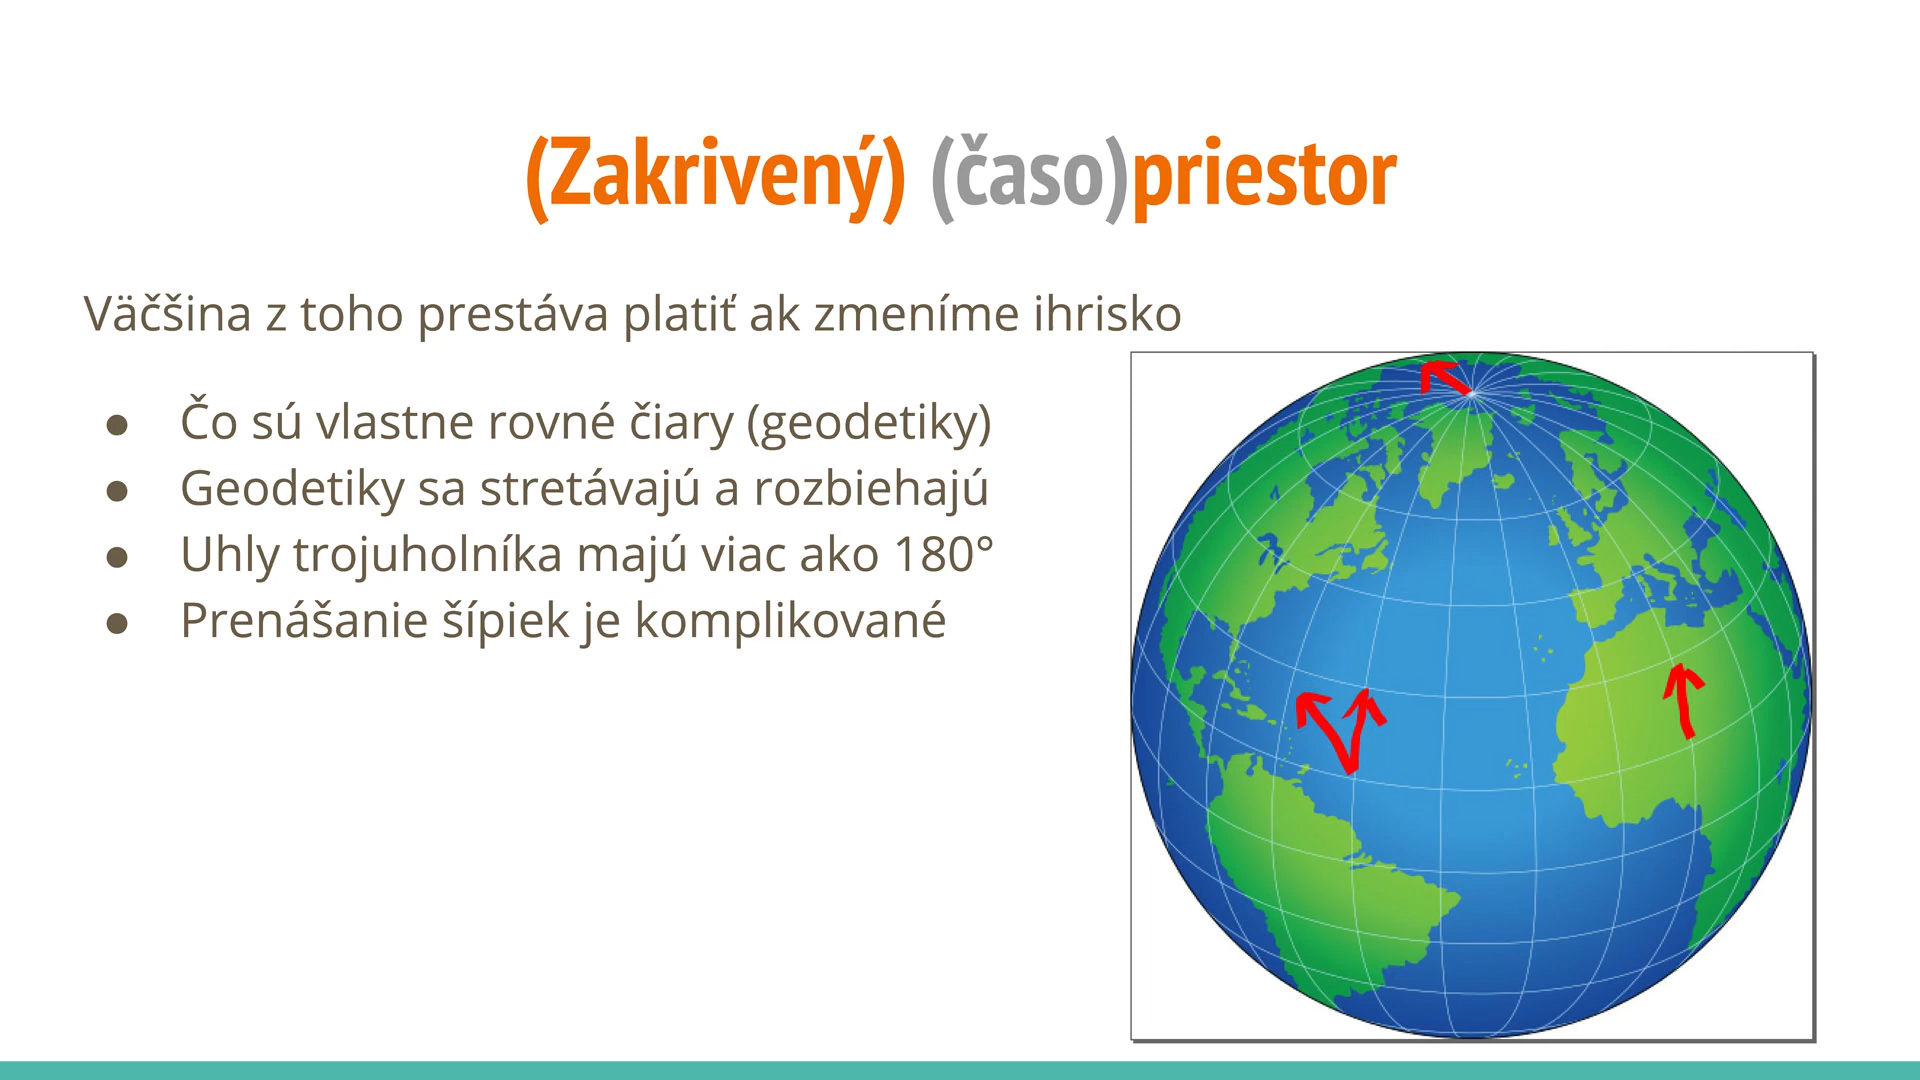 (Zakrivený) (časo)priestor
Väčšina z toho prestáva platiť ak zmeníme ihrisko
● Čo sú vlastne rovné čiary (geodetiky)
● Geodetiky sa stretávajú a rozbiehajú
● Uhly trojuholníka majú viac ako 180°
● Prenášanie šípiek je komplikované